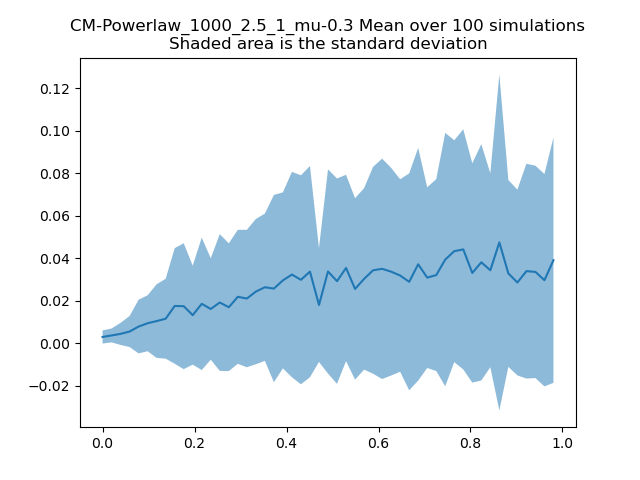 CM-Powerlaw_1000_2.5_1_mu-0.3 Mean over 100 simulations
Shaded area is the standard deviation
0.12
0.10
0.08
0.06
0.04
0.02
0.00
−0.02
0.0 0.2 0.4 0.6 0.8 1.0